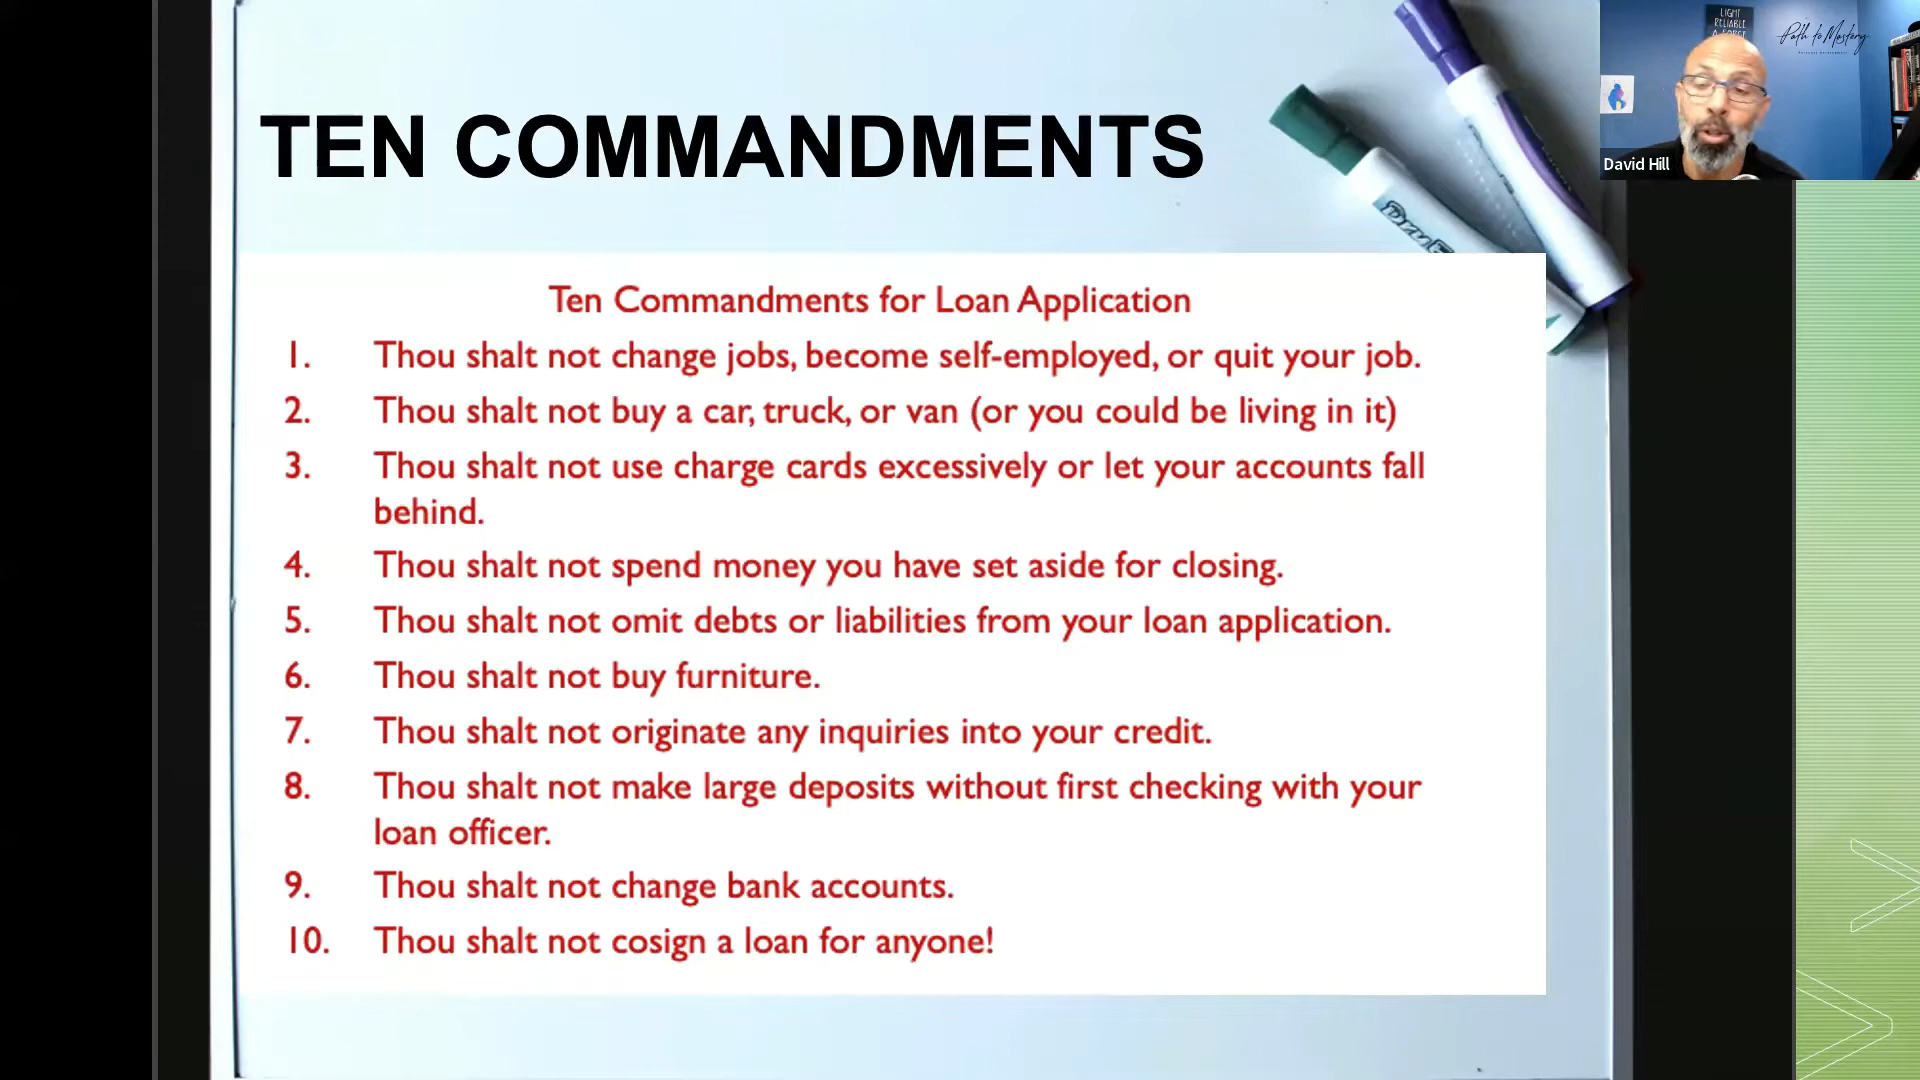 TEN COMMANDMENTS
Ten Commandments for Loan Application
1. Thou shalt not change jobs, become self-employed, or quit your job.
2. Thou shalt not buy a car, truck, or van (or you could be living in it)
3. Thou shalt not use charge cards excessively or let your accounts fall
behind.
4. Thou shalt not spend money you have set aside for closing.
5. Thou shalt not omit debts or liabilities from your loan application.
6. Thou shalt not buy furniture.
7. Thou shalt not originate any inquiries into your credit.
8. Thou shalt not make large deposits without first checking with your
loan officer.
9. Thou shalt not change bank accounts.
10. Thou shalt not cosign a loan for anyone!
LIGHT
RELIABLE
Path to Mastery
David Hill